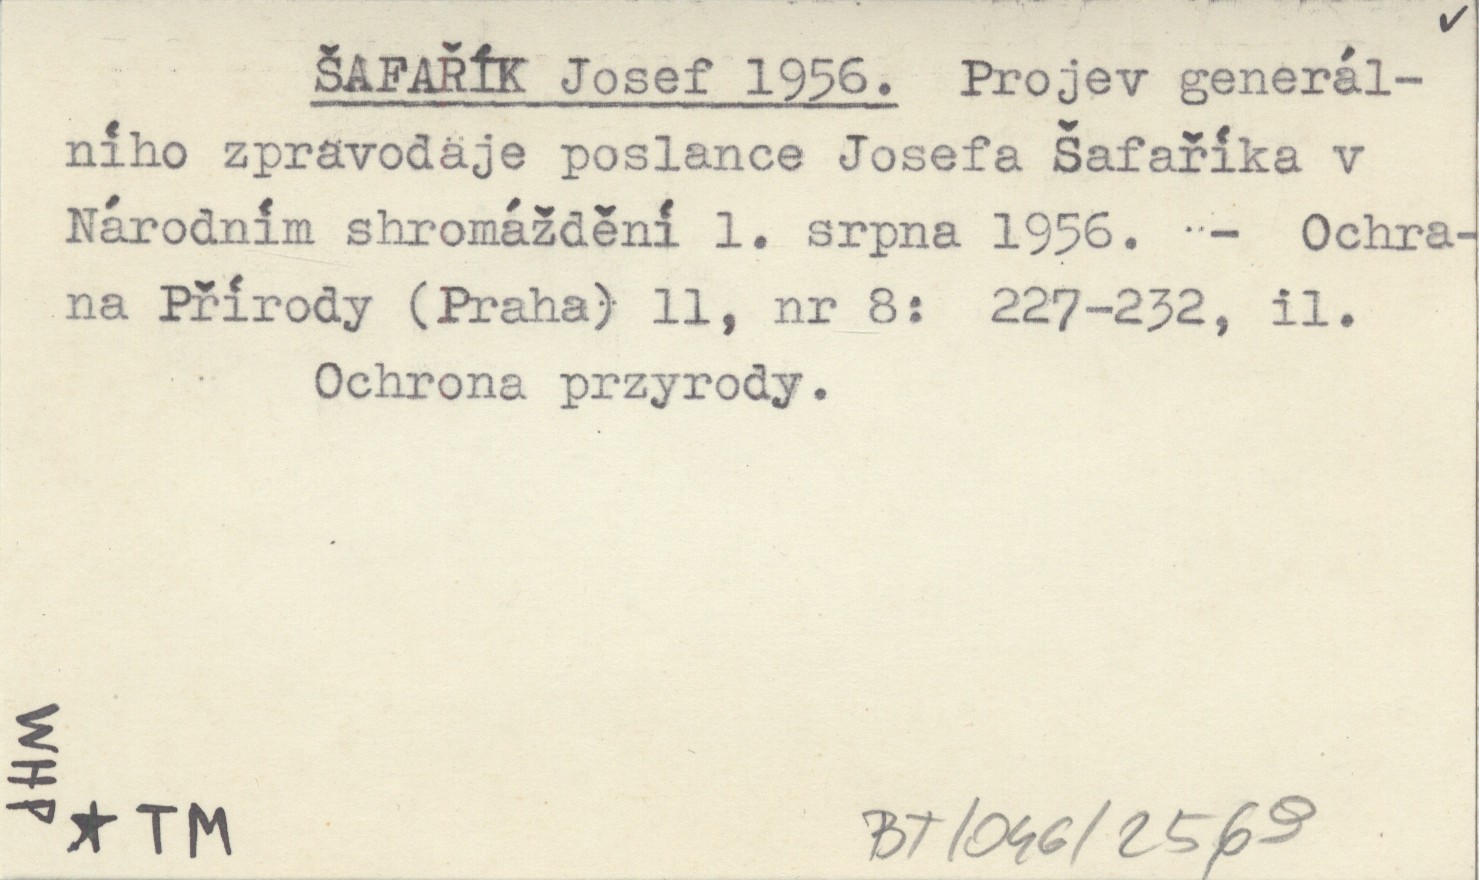 ŠAFAŘÍK Josef 1956. Projev generál-
ního zpravodaje poslance Josefa Šafaříka v
Národním shromáždění 1. srpna 1956. - Ochra-
na Přírody (Praha) 11, nr 8: 227-232, il.
Ochrona przyrody.
WHP
★ TM
BT/046/2569